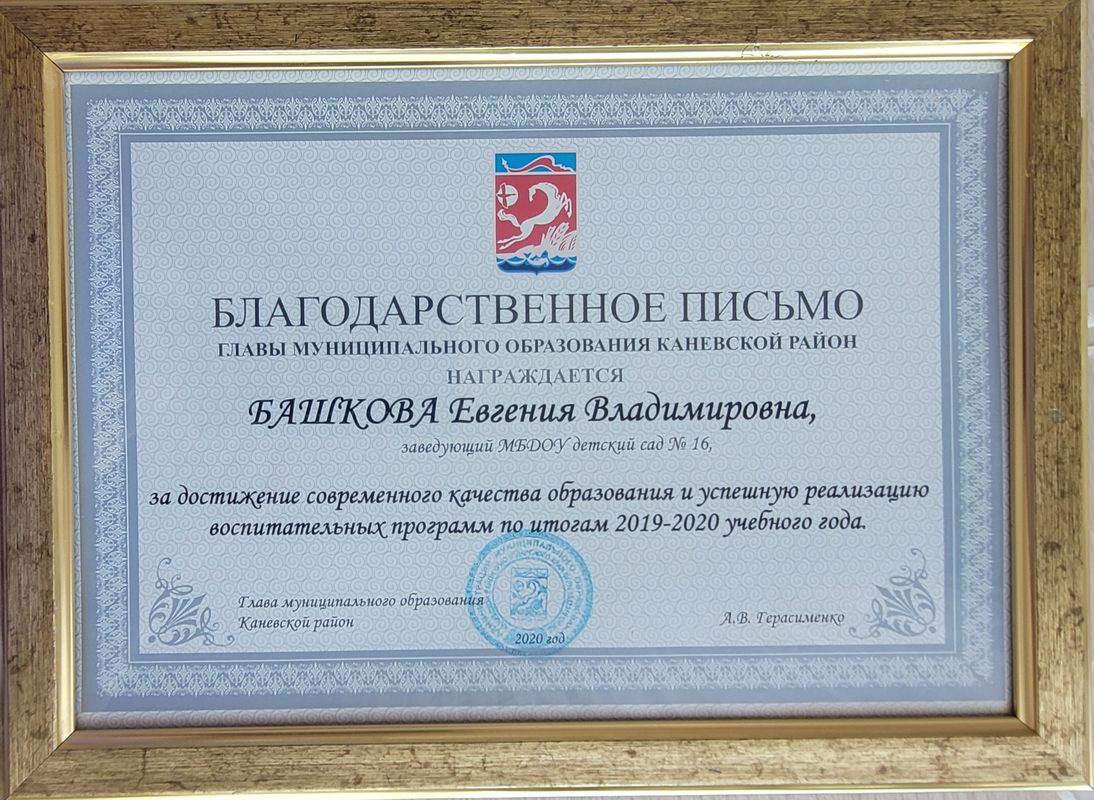 БЛАГОДАРСТВЕННОЕ ПИСЬМО
ГЛАВЫ МУНИЦИПАЛЬНОГО ОБРАЗОВАНИЯ КАНЕВСКОЙ РАЙОН
НАГРАЖДАЕТСЯ
БАШКОВА Евгения Владимировна,
заведующий МБДОУ детский сад № 16,
за достижение современного качества образования и успешную реализацию
воспитательных программ по итогам 2019-2020 учебного года.
Глава муниципального образования
Каневской район
А.В. Герасименко
2020 год